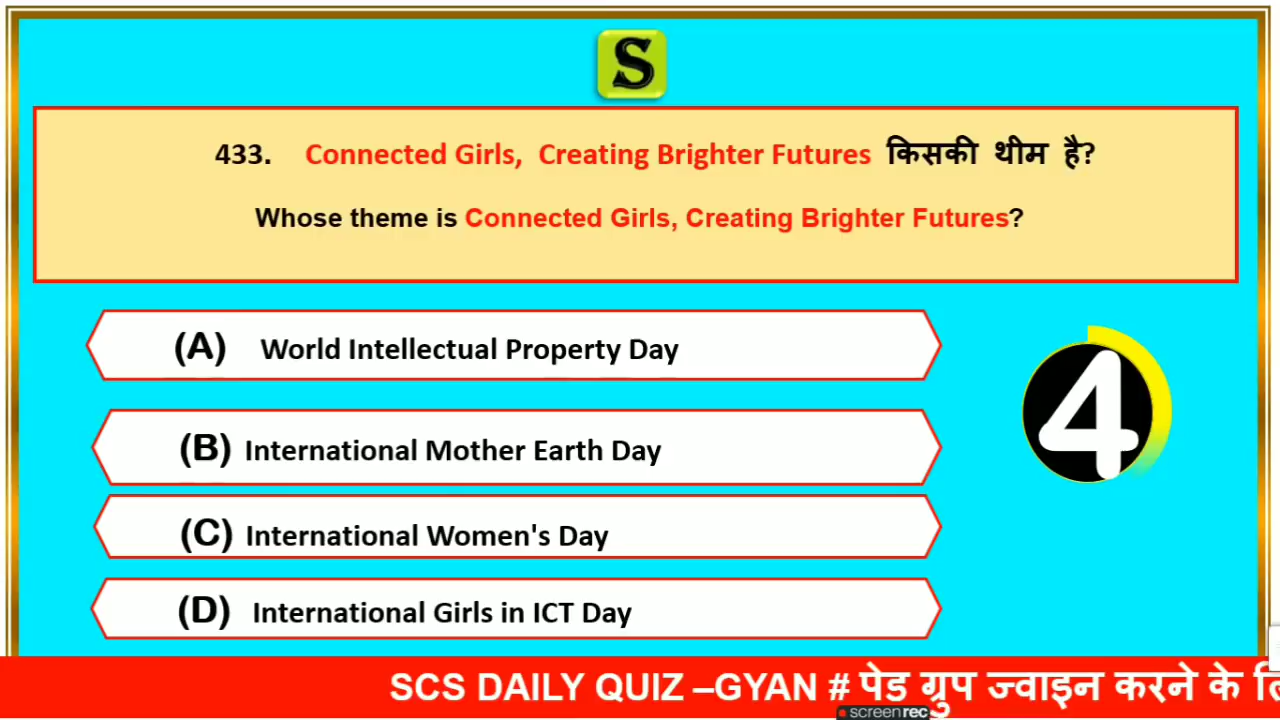 S
433. Connected Girls, Creating Brighter Futures किसकी थीम है?
Whose theme is Connected Girls, Creating Brighter Futures?
(A) World Intellectual Property Day
4
(B) International Mother Earth Day
(C) International Women's Day
(D) International Girls in ICT Day
SCS DAILY QUIZ –GYAN # पेड ग्रुप ज्वाइन करने के
screenrec